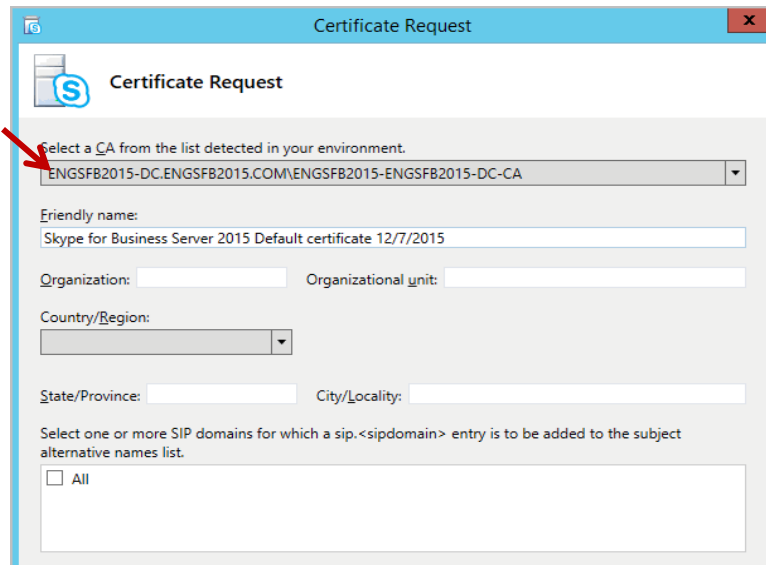 Certificate Request
x
S
Certificate Request
Select a CA from the list detected in your environment.
ENGSFB2015-DC.ENGSFB2015.COM\ENGSFB2015-ENGSFB2015-DC-CA
Friendly name:
Skype for Business Server 2015 Default certificate 12/7/2015
Organization: Organizational unit:
Country/Region:
State/Province: City/Locality:
Select one or more SIP domains for which a sip.<sipdomain> entry is to be added to the subject
alternative names list.
All